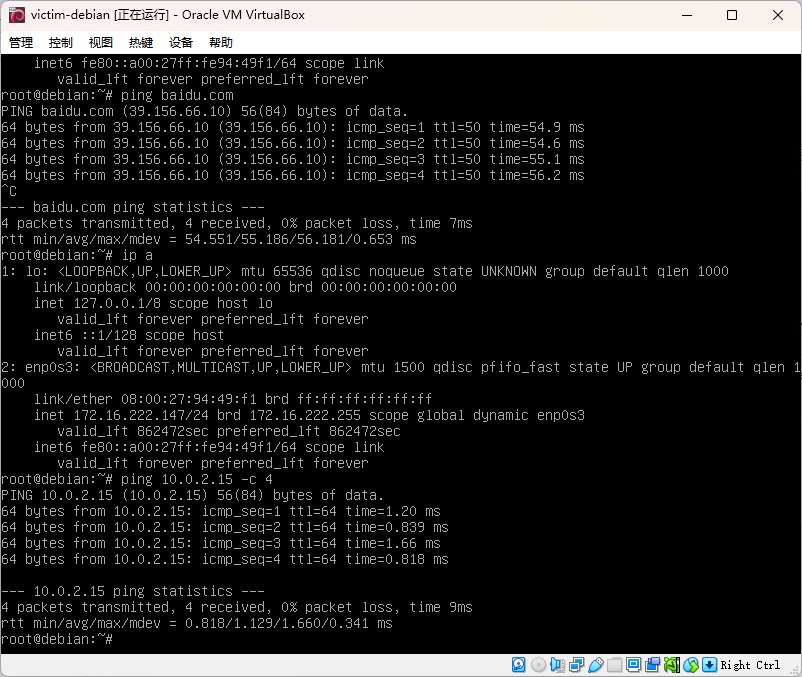 victim-debian [正在运行] - Oracle VM VirtualBox
管理 控制 视图 热键 设备 帮助
    inet6 fe80::a00:27ff:fe94:49f1/64 scope link
       valid_lft forever preferred_lft forever
root@debian:~# ping baidu.com
PING baidu.com (39.156.66.10) 56(84) bytes of data.
64 bytes from 39.156.66.10 (39.156.66.10): icmp_seq=1 ttl=50 time=54.9 ms
64 bytes from 39.156.66.10 (39.156.66.10): icmp_seq=2 ttl=50 time=54.6 ms
64 bytes from 39.156.66.10 (39.156.66.10): icmp_seq=3 ttl=50 time=55.1 ms
64 bytes from 39.156.66.10 (39.156.66.10): icmp_seq=4 ttl=50 time=56.2 ms
^C
--- baidu.com ping statistics ---
4 packets transmitted, 4 received, 0% packet loss, time 7ms
rtt min/avg/max/mdev = 54.551/55.186/56.181/0.653 ms
root@debian:~# ip a
1: lo: <LOOPBACK,UP,LOWER_UP> mtu 65536 qdisc noqueue state UNKNOWN group default qlen 1000
    link/loopback 00:00:00:00:00:00 brd 00:00:00:00:00:00
    inet 127.0.0.1/8 scope host lo
       valid_lft forever preferred_lft forever
    inet6 ::1/128 scope host
       valid_lft forever preferred_lft forever
2: enp0s3: <BROADCAST,MULTICAST,UP,LOWER_UP> mtu 1500 qdisc pfifo_fast state UP group default qlen 1
000
    link/ether 08:00:27:94:49:f1 brd ff:ff:ff:ff:ff:ff
    inet 172.16.222.147/24 brd 172.16.222.255 scope global dynamic enp0s3
       valid_lft 862472sec preferred_lft 862472sec
    inet6 fe80::a00:27ff:fe94:49f1/64 scope link
       valid_lft forever preferred_lft forever
root@debian:~# ping 10.0.2.15 -c 4
PING 10.0.2.15 (10.0.2.15) 56(84) bytes of data.
64 bytes from 10.0.2.15: icmp_seq=1 ttl=64 time=1.20 ms
64 bytes from 10.0.2.15: icmp_seq=2 ttl=64 time=0.839 ms
64 bytes from 10.0.2.15: icmp_seq=3 ttl=64 time=1.66 ms
64 bytes from 10.0.2.15: icmp_seq=4 ttl=64 time=0.818 ms
--- 10.0.2.15 ping statistics ---
4 packets transmitted, 4 received, 0% packet loss, time 9ms
rtt min/avg/max/mdev = 0.818/1.129/1.660/0.341 ms
root@debian:~#
Right Ctrl